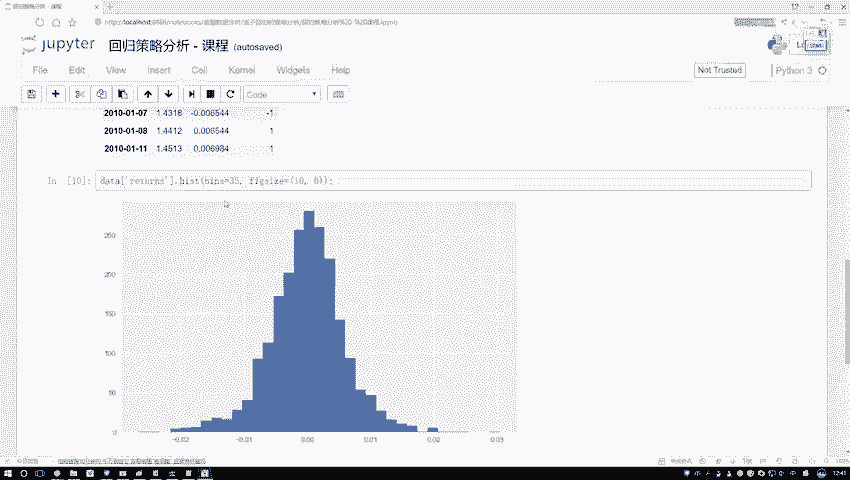 jupyter 回归策略分析 - 课程 (autosaved)
File Edit View Insert Cell Kernel Widgets Help
Not Trusted
Python 3
Code
2010-01-07 1.4318 -0.006544 -1
2010-01-08 1.4412 0.006544 1
2010-01-11 1.4513 0.006984 1
In [10]: data['returns'].hist(bins=35, figsize=(10, 6));
250
200
150
100
50
0
-0.02 -0.01 0.00 0.01 0.02 0.03
12:41